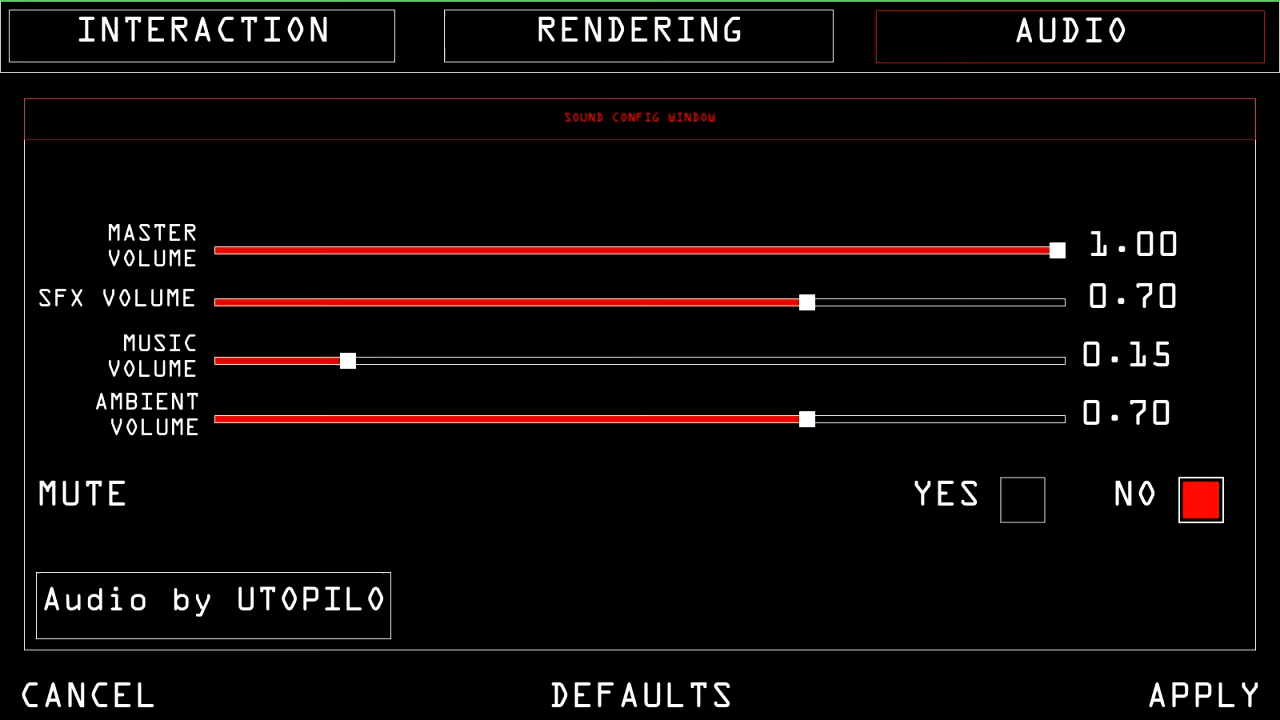 INTERACTION RENDERING AUDIO
SOUND CONFIG WINDOW
MASTER
VOLUME 1.00
SFX VOLUME 0.70
MUSIC
VOLUME 0.15
AMBIENT
VOLUME 0.70
MUTE YES NO
Audio by UTOPILO
CANCEL DEFAULTS APPLY